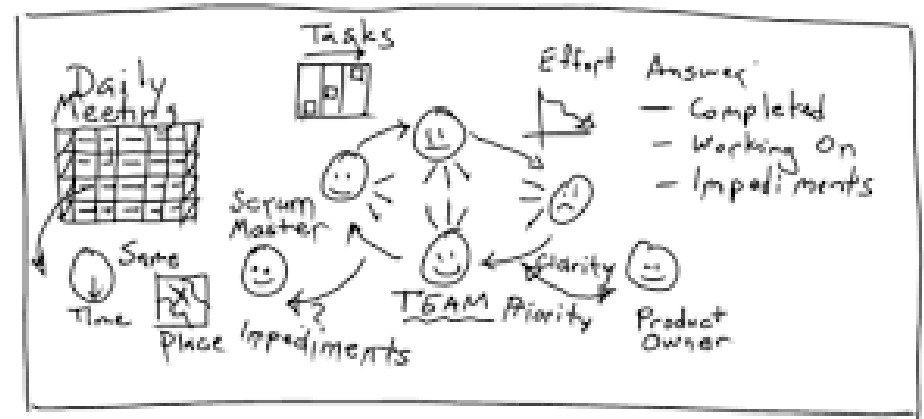 Daily
Meeting
Tasks
Effort
Answer
- Completed
- Working On
- Impediments
Scrum
Master
Same
Time
Place
?
Impediments
TEAM
Clarity
Priority
Product
Owner